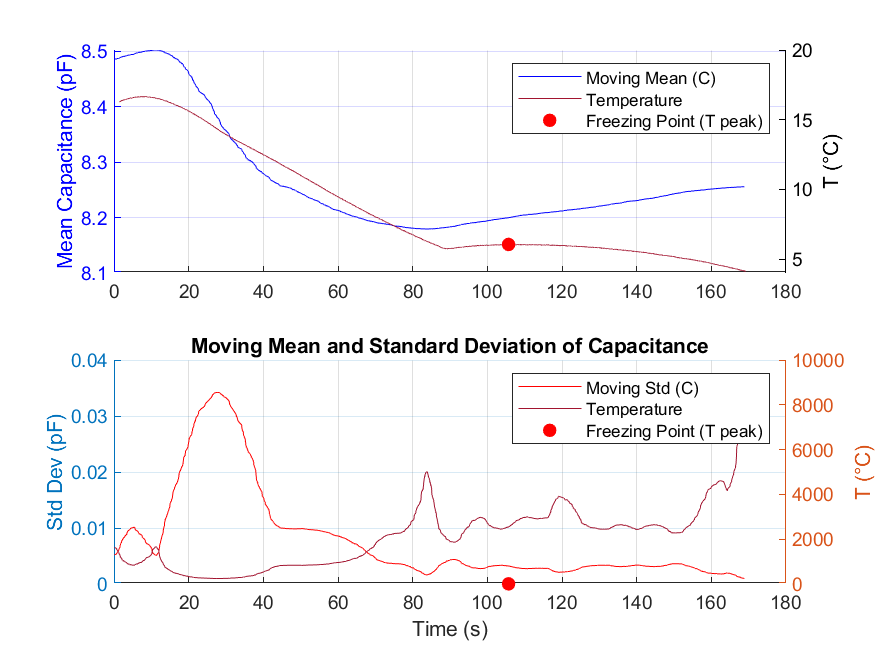 Mean Capacitance (pF)
8.5
8.4
8.3
8.2
8.1
Moving Mean (C)
Temperature
Freezing Point (T peak)
20
15
10
5
T (°C)
0 20 40 60 80 100 120 140 160 180
Moving Mean and Standard Deviation of Capacitance
Std Dev (pF)
0.04
0.03
0.02
0.01
0
Moving Std (C)
Temperature
Freezing Point (T peak)
10000
8000
6000
4000
2000
0
T (°C)
0 20 40 60 80 100 120 140 160 180
Time (s)